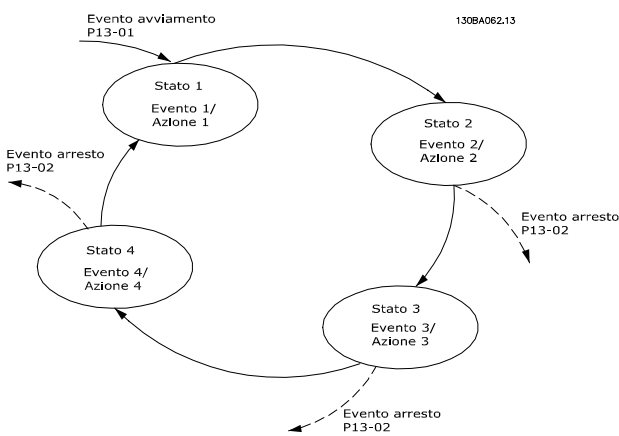 Evento avviamento
P13-01
130BA062.13
Stato 1
Evento 1/
Azione 1
Stato 2
Evento 2/
Azione 2
Evento arresto
P13-02
Evento arresto
P13-02
Stato 4
Evento 4/
Azione 4
Stato 3
Evento 3/
Azione 3
Evento arresto
P13-02